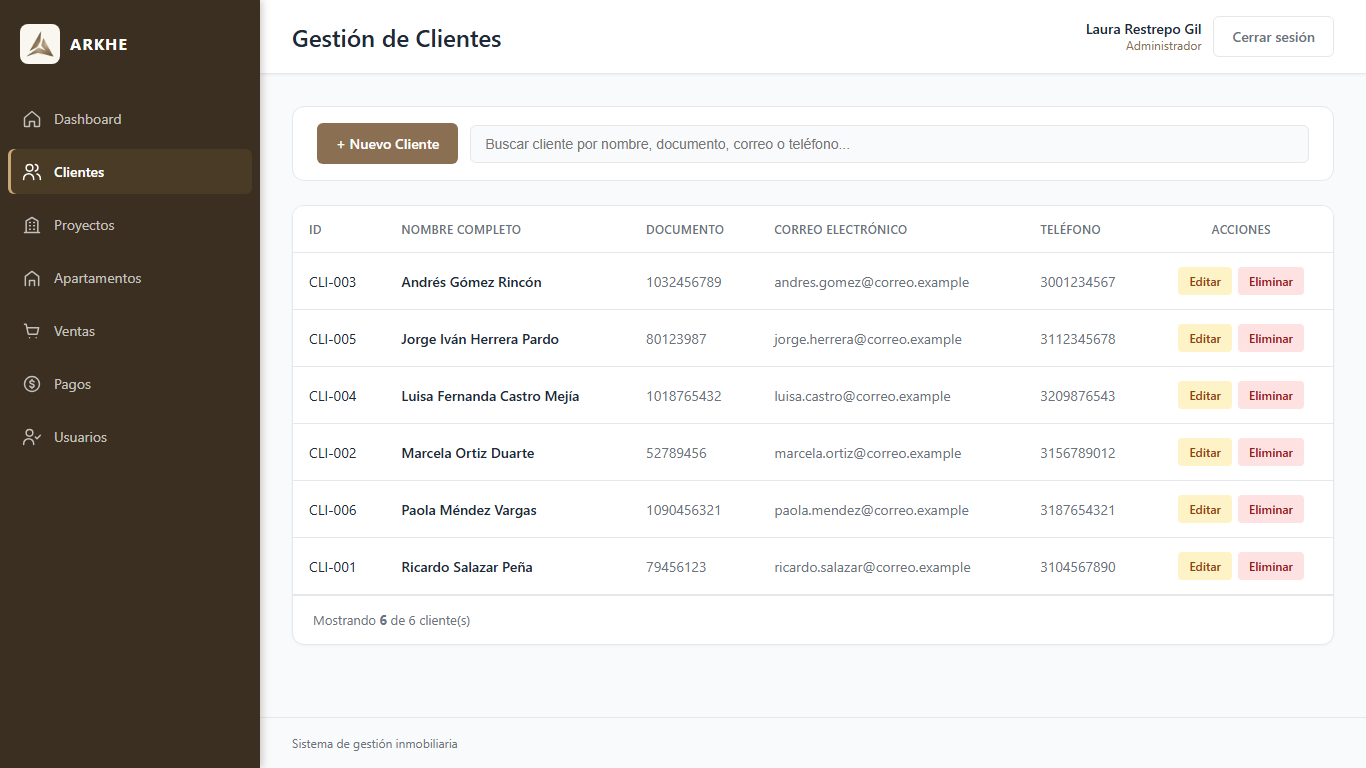 ARKHE
Gestión de Clientes
Laura Restrepo Gil
Administrador
Cerrar sesión
Dashboard
Clientes
Proyectos
Apartamentos
Ventas
Pagos
Usuarios
+ Nuevo Cliente
Buscar cliente por nombre, documento, correo o teléfono...
ID NOMBRE COMPLETO DOCUMENTO CORREO ELECTRÓNICO TELÉFONO ACCIONES
CLI-003 Andrés Gómez Rincón 1032456789 andres.gomez@correo.example 3001234567 Editar Eliminar
CLI-005 Jorge Iván Herrera Pardo 80123987 jorge.herrera@correo.example 3112345678 Editar Eliminar
CLI-004 Luisa Fernanda Castro Mejía 1018765432 luisa.castro@correo.example 3209876543 Editar Eliminar
CLI-002 Marcela Ortiz Duarte 52789456 marcela.ortiz@correo.example 3156789012 Editar Eliminar
CLI-006 Paola Méndez Vargas 1090456321 paola.mendez@correo.example 3187654321 Editar Eliminar
CLI-001 Ricardo Salazar Peña 79456123 ricardo.salazar@correo.example 3104567890 Editar Eliminar
Mostrando 6 de 6 cliente(s)
Sistema de gestión inmobiliaria